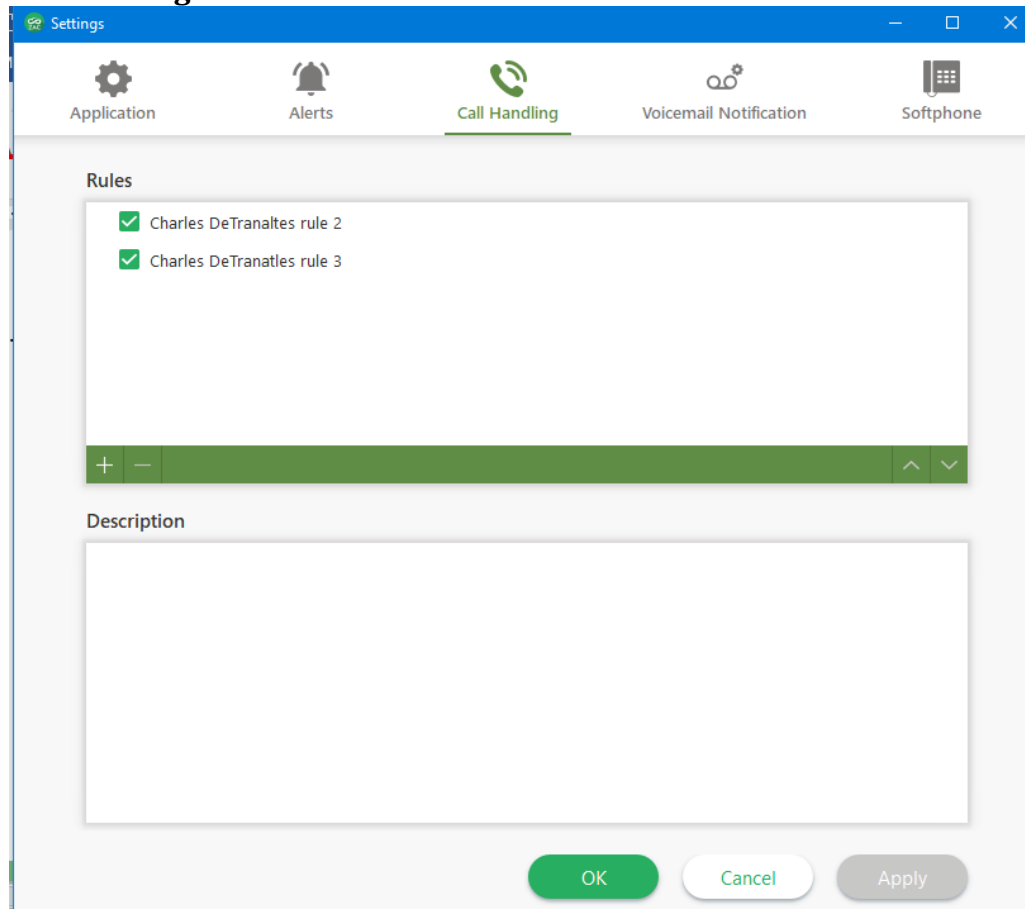 ZAC Settings
Application Alerts Call Handling Voicemail Notification Softphone
Rules
Charles DeTranaltes rule 2
Charles DeTranatles rule 3
Description
OK Cancel Apply